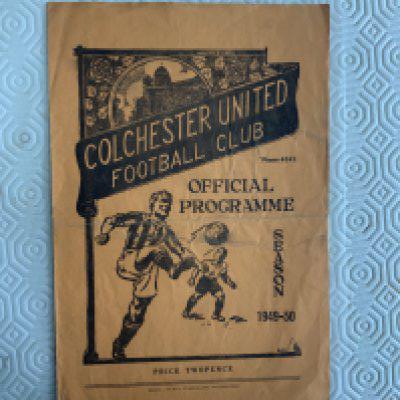 COLCHESTER UNITED
FOOTBALL CLUB
OFFICIAL
PROGRAMME
SEASON
1949-50
PRICE TWOPENCE